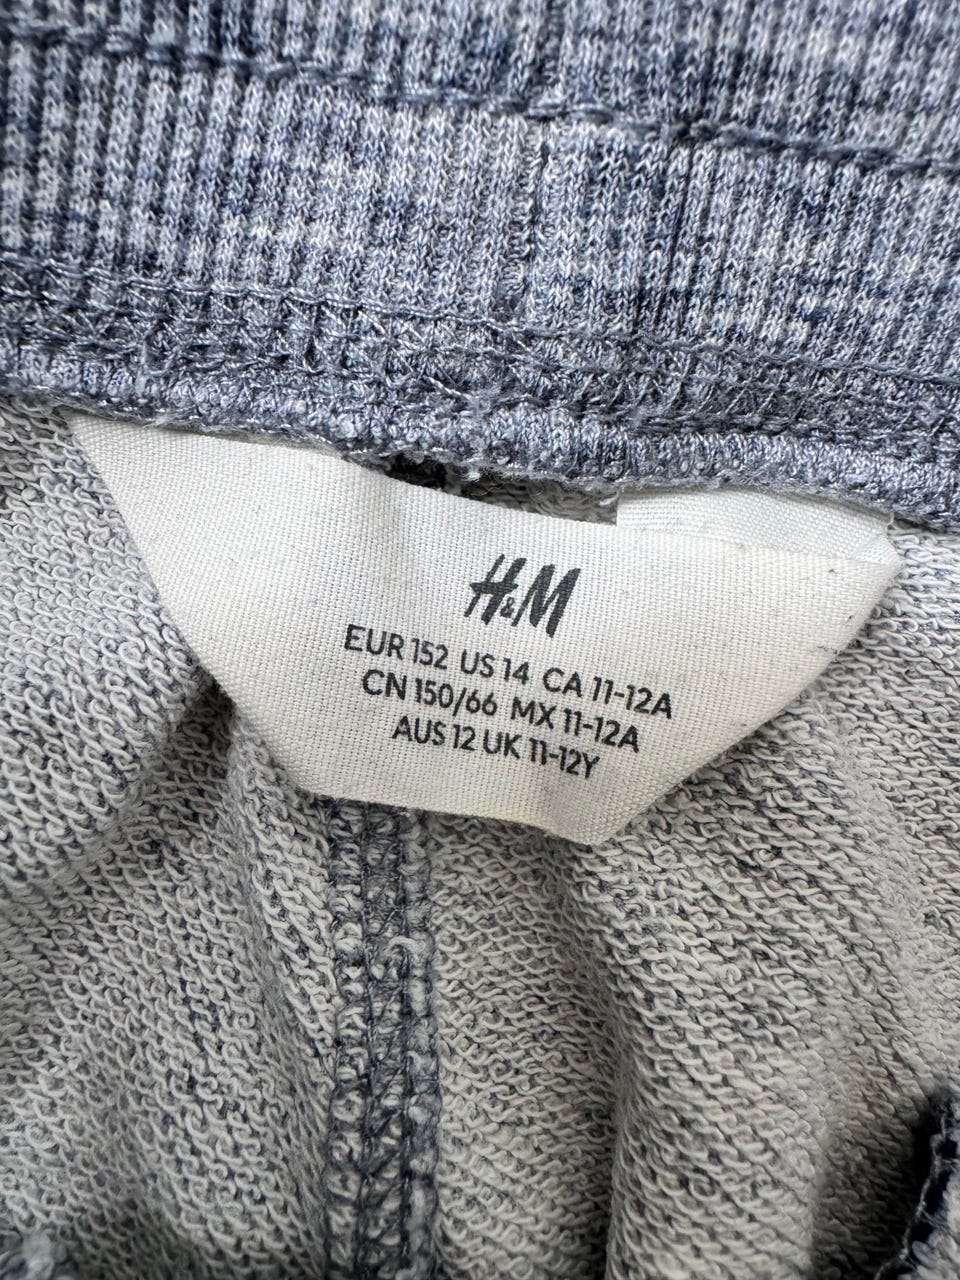 H&M
EUR 152 US 14 CA 11-12A
CN 150/66 MX 11-12A
AUS 12 UK 11-12Y